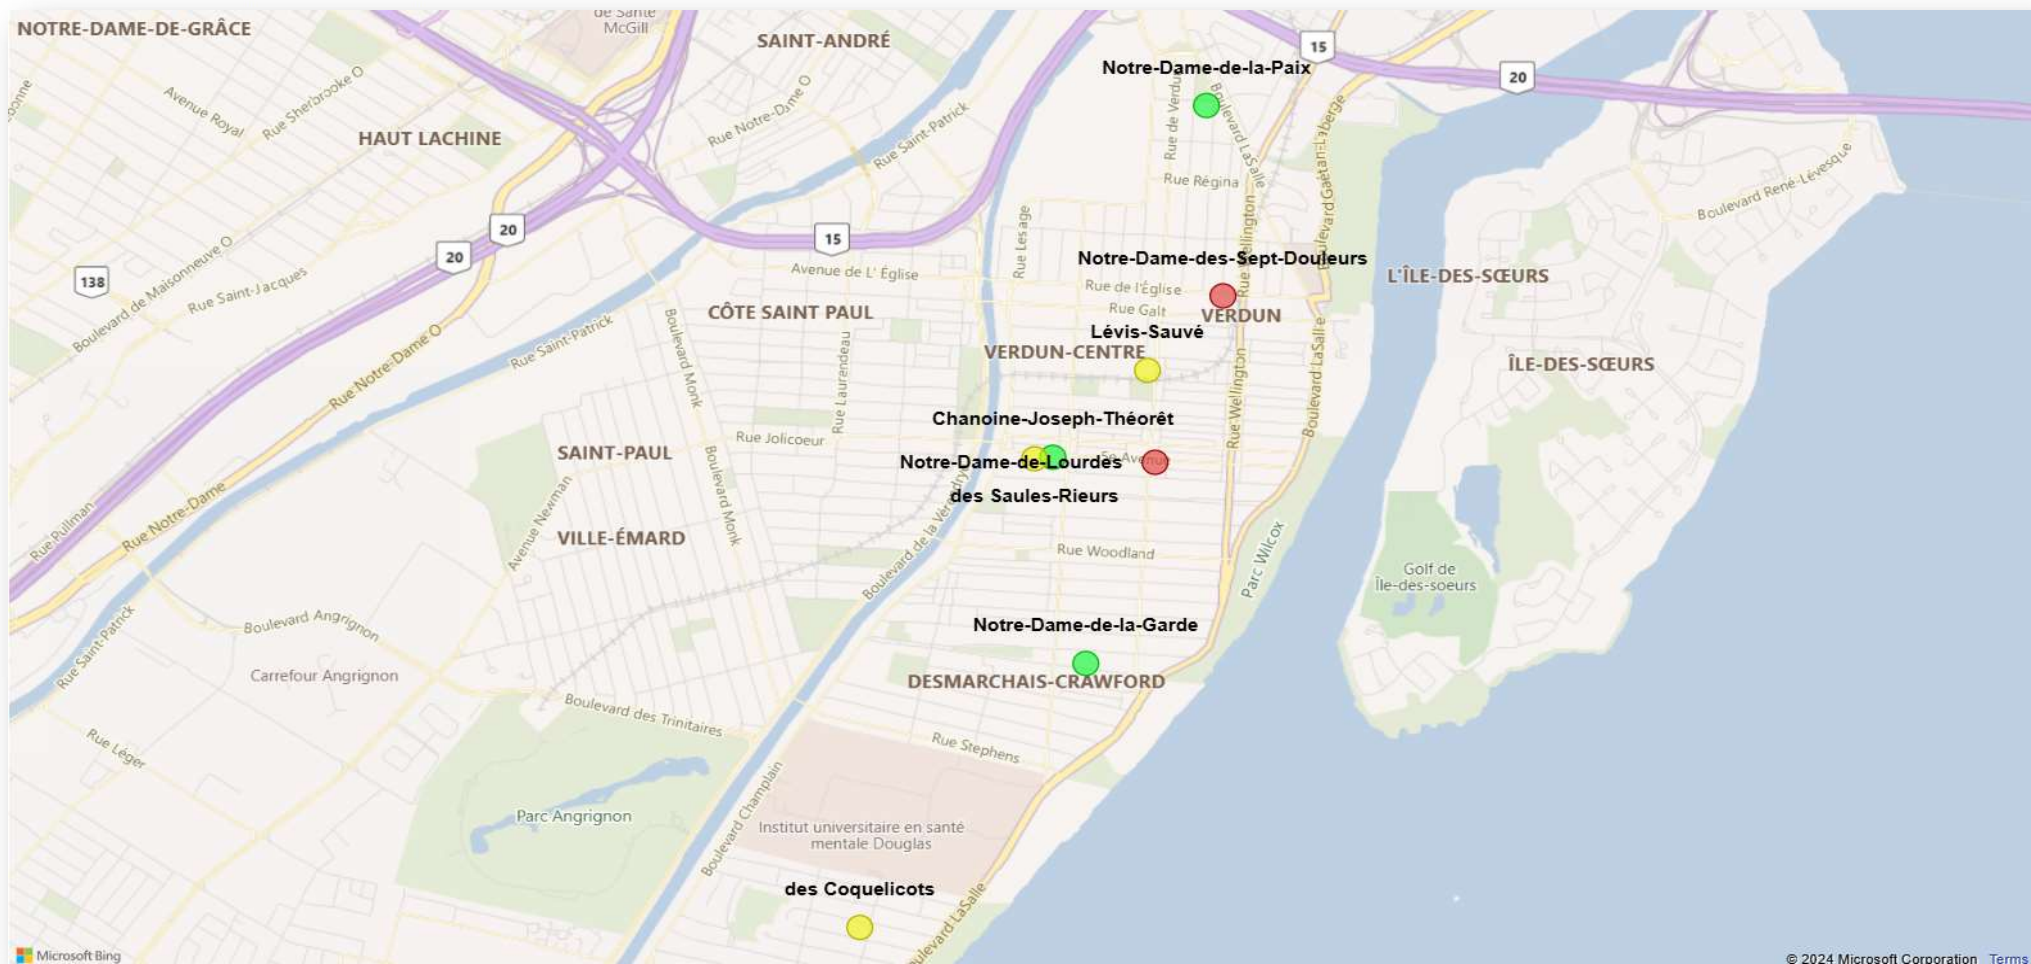 NOTRE-DAME-DE-GRÂCE
de Santé
McGill
SAINT-ANDRÉ
15
Notre-Dame-de-la-Paix
20
Avenue Royal
Rue Sherbrooke O
HAUT LACHINE
Rue Notre-Dame O
Rue Saint-Patrick
Rue de Verdun
Boulevard LaSalle
Boulevard Gaétan-Laberge
Boulevard René-Lévesque
Rue Régina
20
20
15
138
Boulevard de Maisonneuve O
Rue Saint-Jacques
Rue Lesage
Rue Wellington
Avenue de L' Église
Notre-Dame-des-Sept-Douleurs
Rue de l'Église
L'ÎLE-DES-SŒURS
CÔTE SAINT PAUL
Rue Galt
VERDUN
Lévis-Sauvé
VERDUN-CENTRE
ÎLE-DES-SŒURS
Rue Notre-Dame O
Rue Saint-Patrick
Boulevard Monk
Rue Laurendeau
Rue Wellington
Boulevard LaSalle
Chanoine-Joseph-Théorêt
Rue Jolicoeur
SAINT-PAUL
Notre-Dame-de-Lourdes
5e Avenue
des Saules-Rieurs
Boulevard Monk
Rue Pullman
Rue Notre-Dame
Avenue Newman
VILLE-ÉMARD
Boulevard de la Vérendrye
Rue Woodland
Parc Wilcox
Golf de
Île-des-soeurs
Rue Saint-Patrick
Boulevard Angrignon
Notre-Dame-de-la-Garde
Carrefour Angrignon
DESMARCHAIS-CRAWFORD
Boulevard des Trinitaires
Rue Léger
Rue Stephens
Parc Angrignon
Boulevard Champlain
Institut universitaire en santé
mentale Douglas
des Coquelicots
Boulevard LaSalle
Microsoft Bing
© 2024 Microsoft Corporation Terms